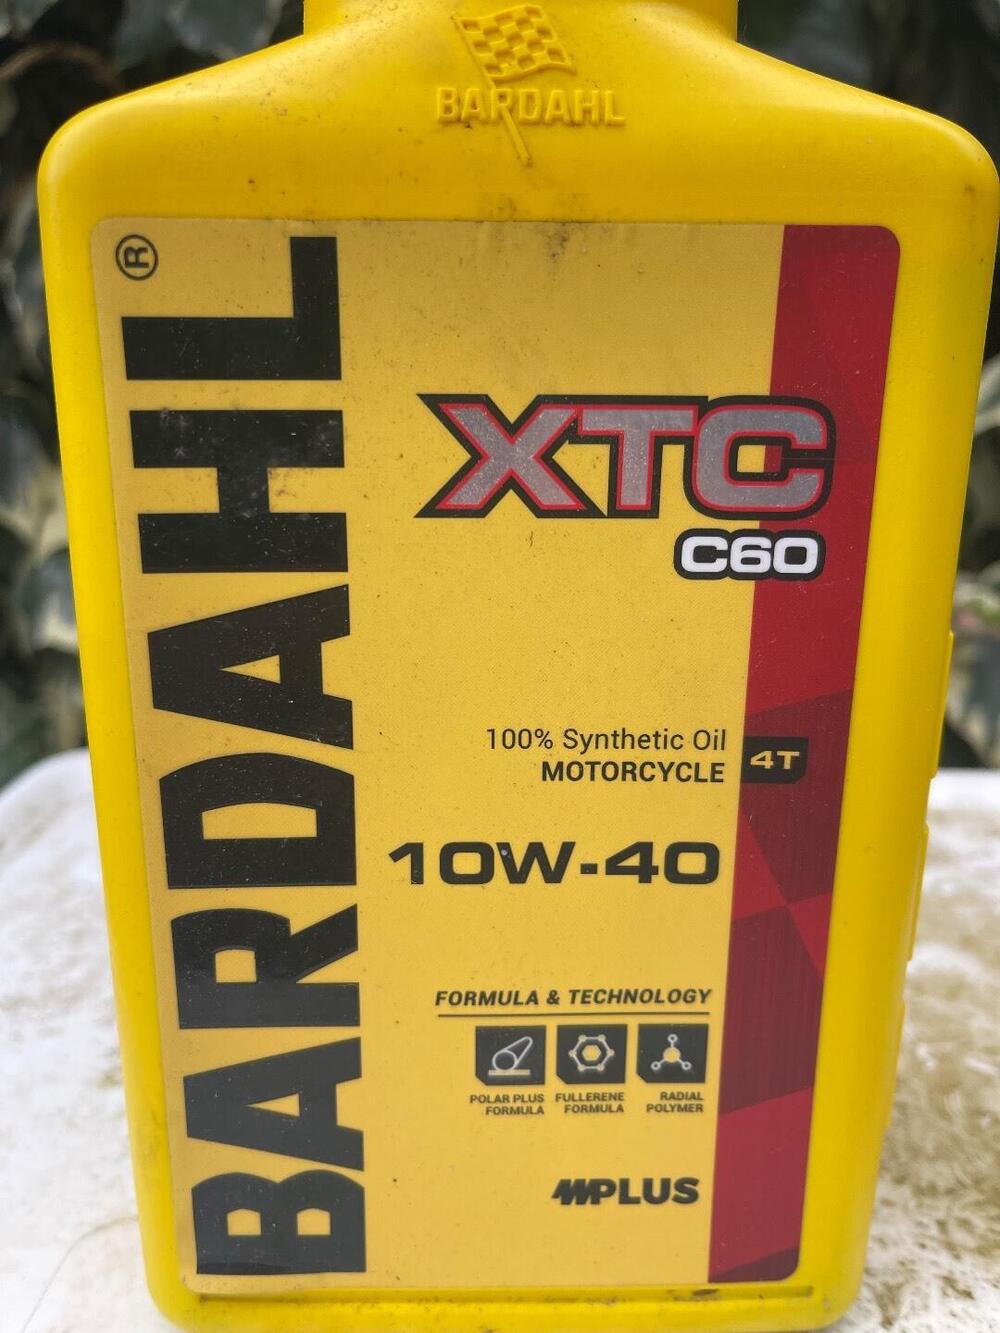 BARDAHL
BARDAHL®
XTC
C60
100% Synthetic Oil
MOTORCYCLE
4T
10W-40
FORMULA & TECHNOLOGY
POLAR PLUS
FORMULA
FULLERENE
FORMULA
RADIAL
POLYMER
MPLUS